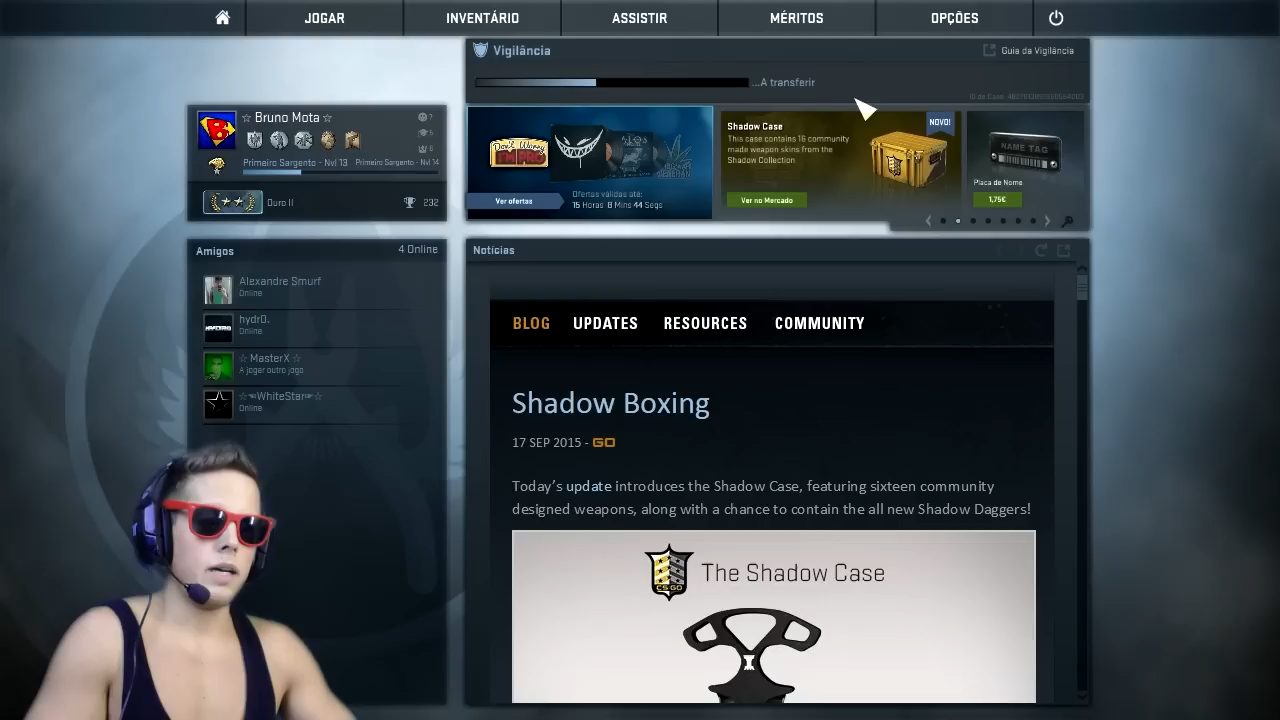 JOGAR
INVENTÁRIO
ASSISTIR
MÉRITOS
OPÇÕES
Vigilância
Guia da Vigilância
...A transferir
☆ Bruno Mota ☆
Primeiro Sargento - Nvl 13
Primeiro Sargento - Nvl 14
Ouro II
232
Ver ofertas
Ofertas válidas até:
15 Horas 8 Mins 44 Segs
Shadow Case
This case contains 16 community
made weapon skins from the
Shadow Collection
NOVO!
Ver no Mercado
NAME TAG
Placa de Nome
1,75€
Amigos
4 Online
Alexandre Smurf
Online
hydr0.
Online
☆ MasterX ☆
A jogar outro jogo
☆☜WhiteStar☞☆
Online
Notícias
BLOG
UPDATES
RESOURCES
COMMUNITY
Shadow Boxing
17 SEP 2015 - GO
Today's update introduces the Shadow Case, featuring sixteen community
designed weapons, along with a chance to contain the all new Shadow Daggers!
CS:GO
The Shadow Case